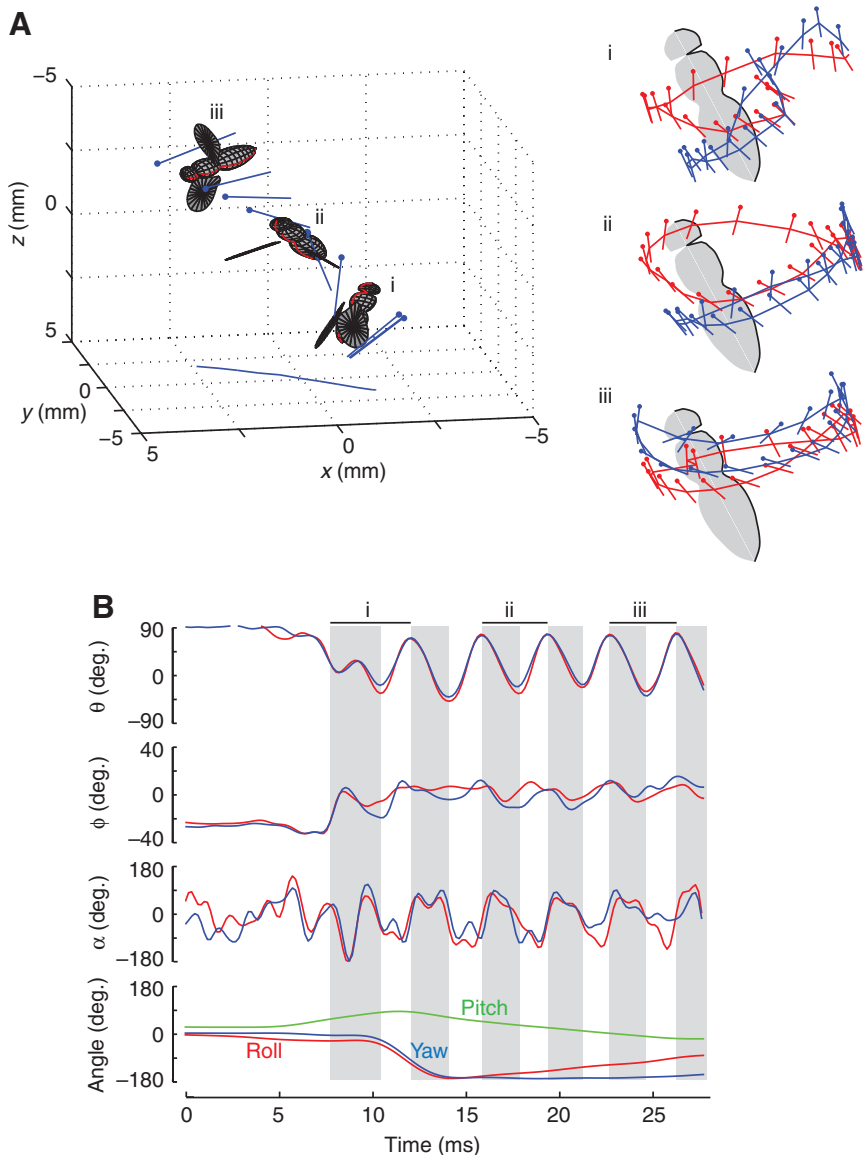 A
−5
0
5
z (mm)
iii
ii
i
0
−5
y (mm)
5
0
−5
x (mm)
i
ii
iii
B
i
ii
iii
90
0
−90
θ (deg.)
40
0
−40
ϕ (deg.)
180
0
−180
α (deg.)
180
0
−180
Angle (deg.)
Pitch
Roll
Yaw
0
5
10
15
20
25
Time (ms)